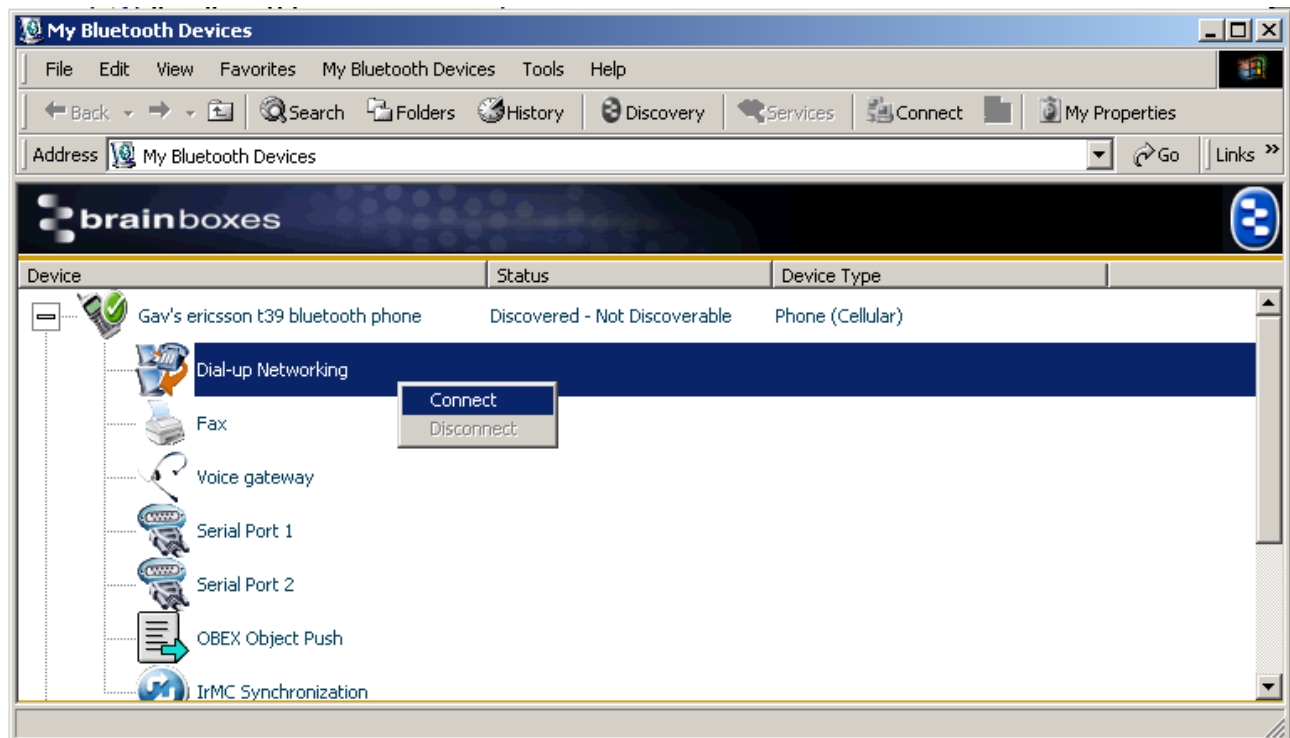 My Bluetooth Devices
File Edit View Favorites My Bluetooth Devices Tools Help
Back Search Folders History Discovery Services Connect My Properties
Address My Bluetooth Devices Go Links »
brainboxes
Device Status Device Type
Gav's ericsson t39 bluetooth phone Discovered - Not Discoverable Phone (Cellular)
Dial-up Networking
Connect
Fax
Disconnect
Voice gateway
Serial Port 1
Serial Port 2
OBEX Object Push
IrMC Synchronization